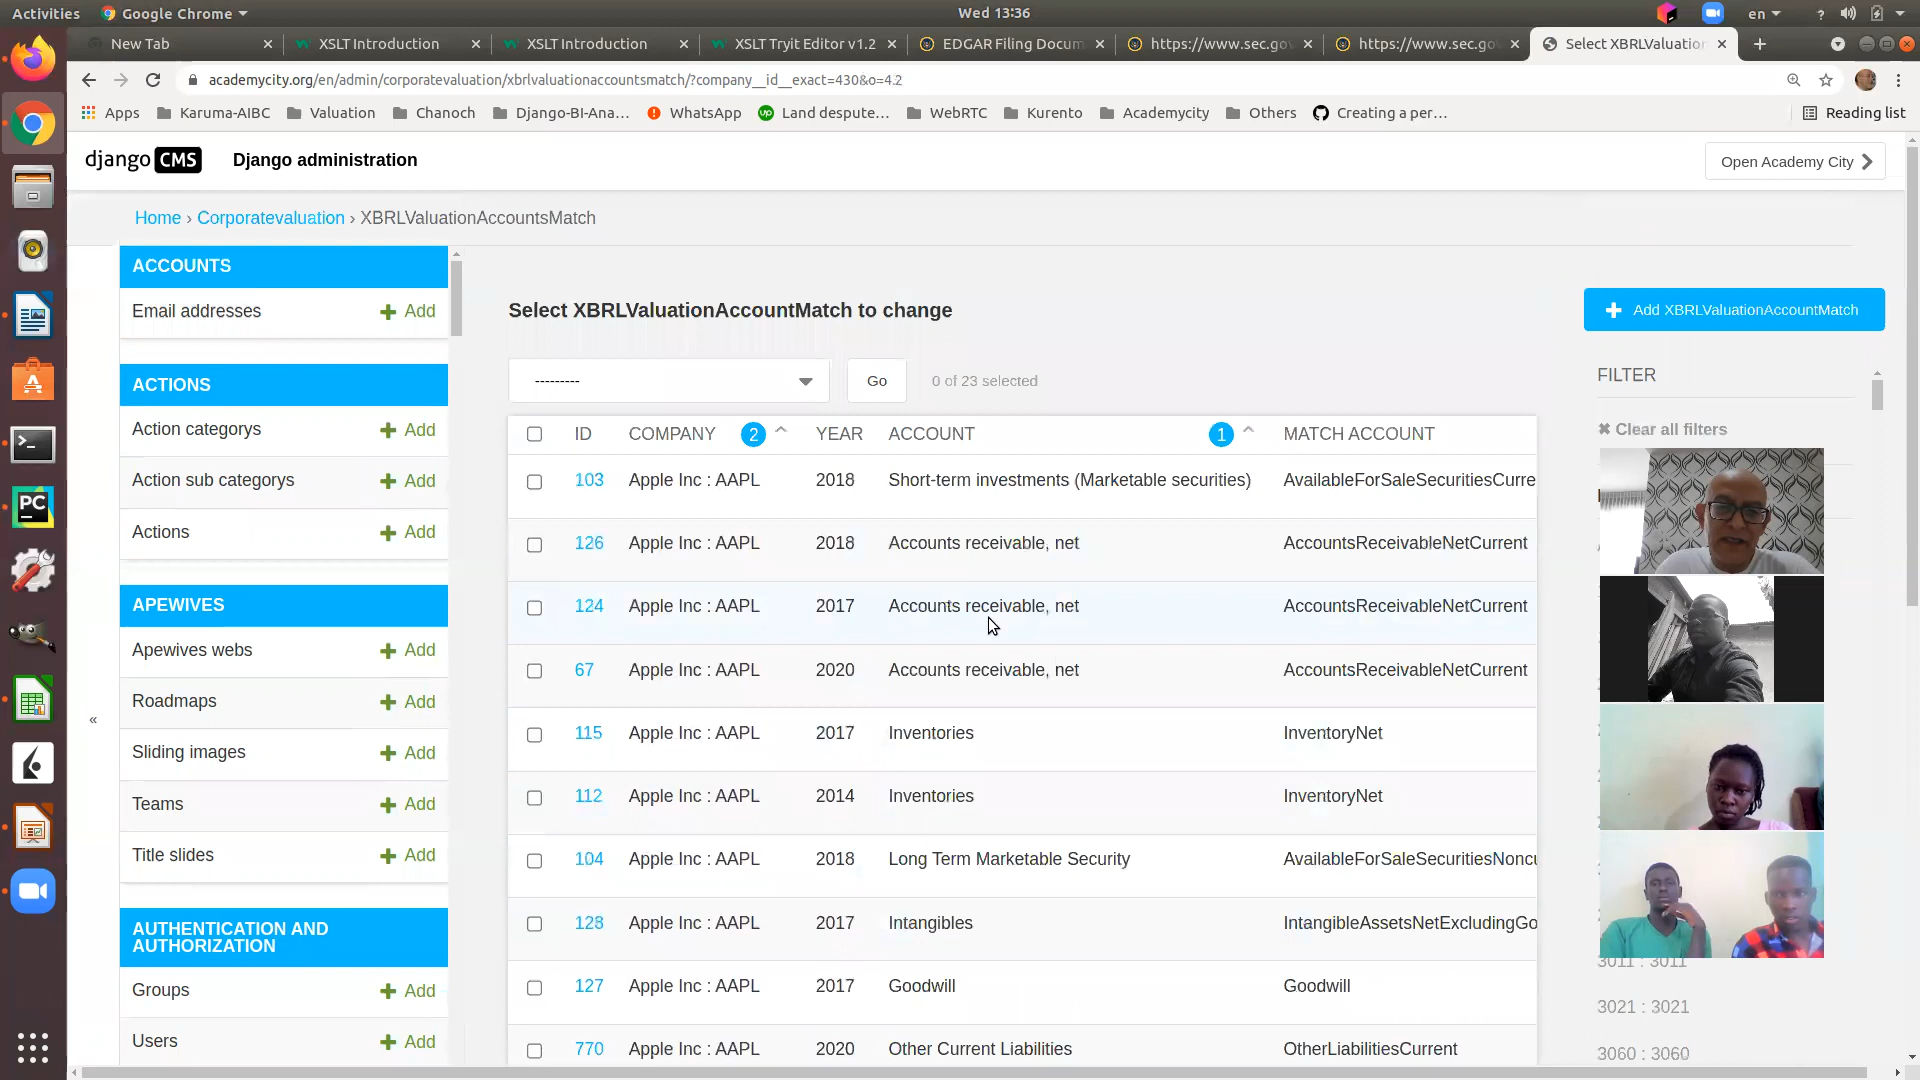 Activities
Google Chrome
Wed 13:36
en
?
New Tab
XSLT Introduction
XSLT Introduction
XSLT Tryit Editor v1.2
EDGAR Filing Docum
https://www.sec.gov
https://www.sec.go
Select XBRLValuatio
academycity.org/en/admin/corporatevaluation/xbrlvaluationaccountsmatch/?company__id__exact=430&o=4.2
Apps
Karuma-AIBC
Valuation
Chanoch
Django-BI-Ana...
WhatsApp
Land despute...
WebRTC
Kurento
Academycity
Others
Creating a per...
Reading list
django CMS
Django administration
Open Academy City
Home › Corporatevaluation › XBRLValuationAccountsMatch
ACCOUNTS
Email addresses
Add
ACTIONS
Action categorys
Add
Action sub categorys
Add
Actions
Add
APEWIVES
Apewives webs
Add
Roadmaps
Add
Sliding images
Add
Teams
Add
Title slides
Add
AUTHENTICATION AND
AUTHORIZATION
Groups
Add
Users
Add
«
Select XBRLValuationAccountMatch to change
Add XBRLValuationAccountMatch
---------
Go
0 of 23 selected
ID COMPANY 2 YEAR ACCOUNT 1 MATCH ACCOUNT
103 Apple Inc : AAPL 2018 Short-term investments (Marketable securities) AvailableForSaleSecuritiesCurre
126 Apple Inc : AAPL 2018 Accounts receivable, net AccountsReceivableNetCurrent
124 Apple Inc : AAPL 2017 Accounts receivable, net AccountsReceivableNetCurrent
67 Apple Inc : AAPL 2020 Accounts receivable, net AccountsReceivableNetCurrent
115 Apple Inc : AAPL 2017 Inventories InventoryNet
112 Apple Inc : AAPL 2014 Inventories InventoryNet
104 Apple Inc : AAPL 2018 Long Term Marketable Security AvailableForSaleSecuritiesNoncu
128 Apple Inc : AAPL 2017 Intangibles IntangibleAssetsNetExcludingGo
127 Apple Inc : AAPL 2017 Goodwill Goodwill
770 Apple Inc : AAPL 2020 Other Current Liabilities OtherLiabilitiesCurrent
FILTER
✖ Clear all filters
3011 : 3011
3021 : 3021
3060 : 3060
PC